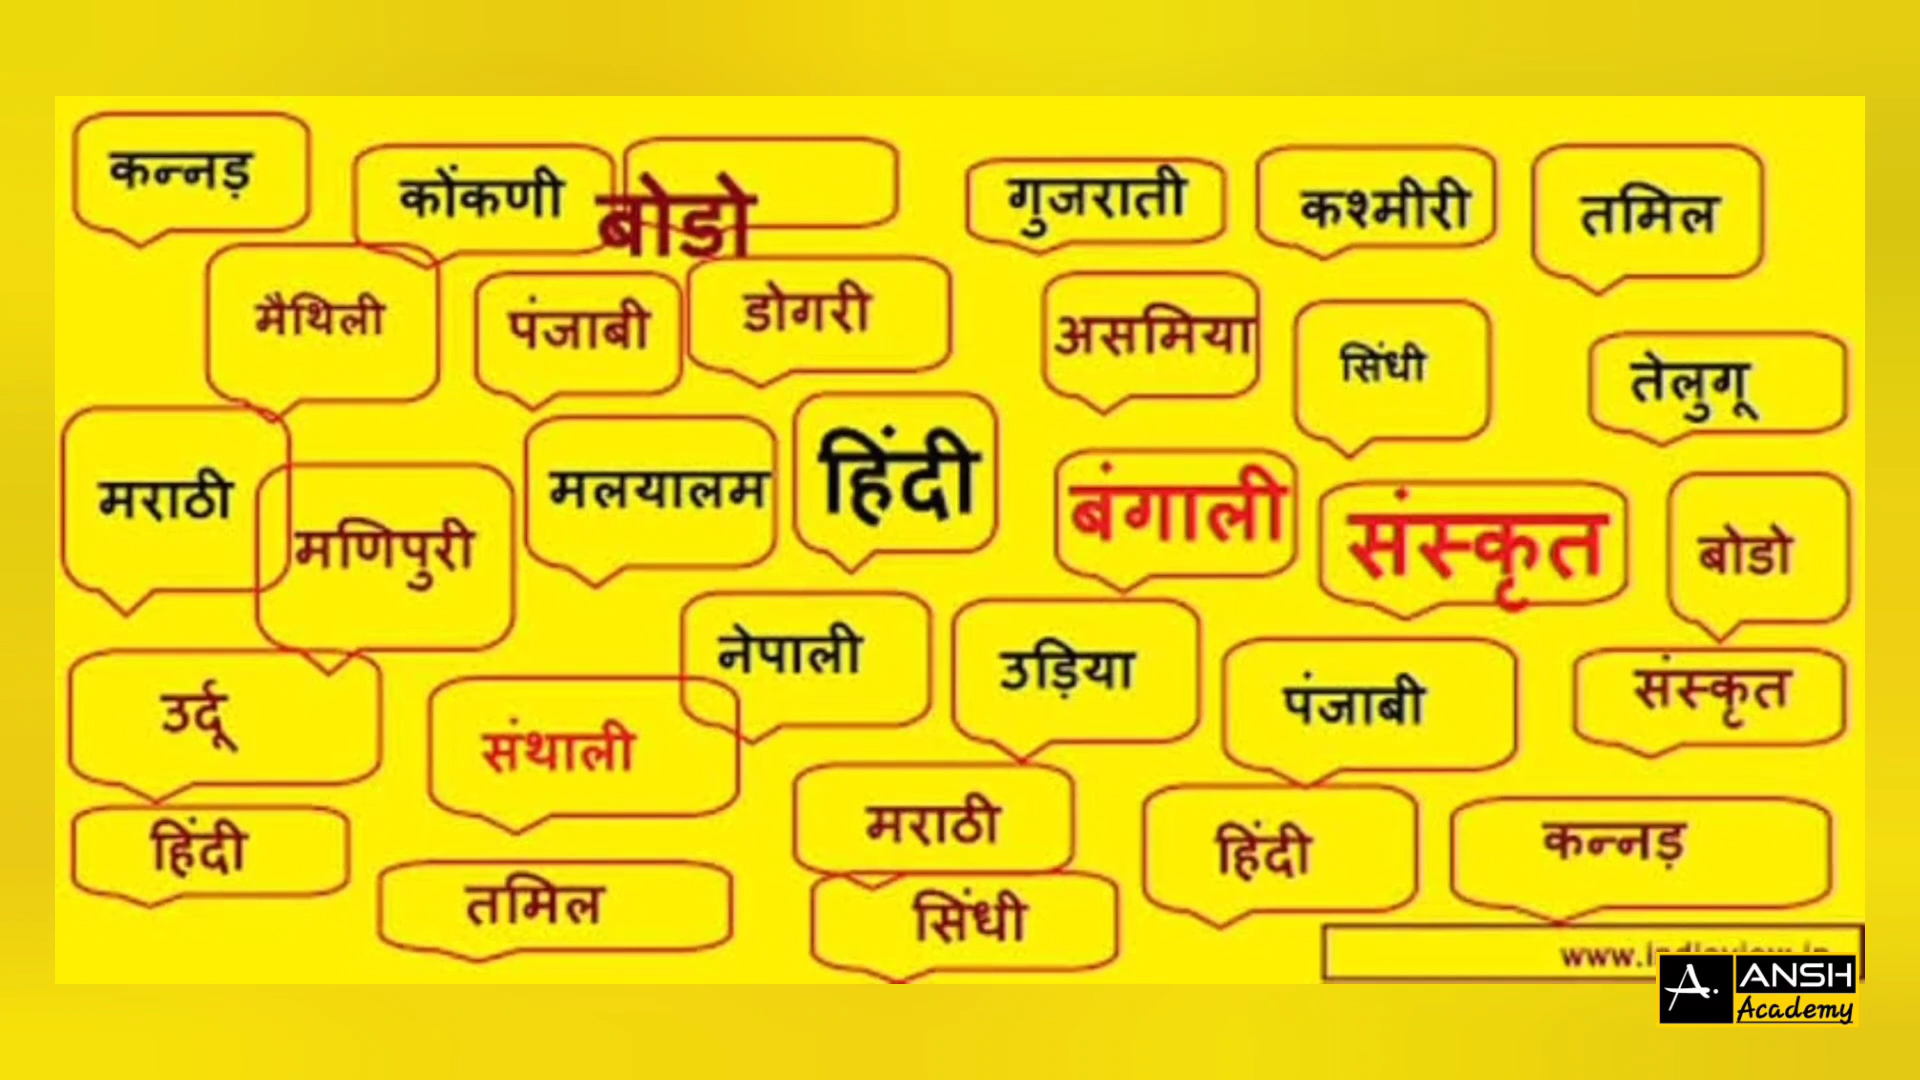 कन्नड़
कोंकणी
बोडो
गुजराती
कश्मीरी
तमिल
मैथिली
पंजाबी
डोगरी
असमिया
सिंधी
तेलुगू
मराठी
मणिपुरी
मलयालम
हिंदी
बंगाली
संस्कृत
बोडो
उर्दू
संथाली
नेपाली
उड़िया
पंजाबी
संस्कृत
हिंदी
तमिल
मराठी
सिंधी
हिंदी
कन्नड़
ANSH
Academy